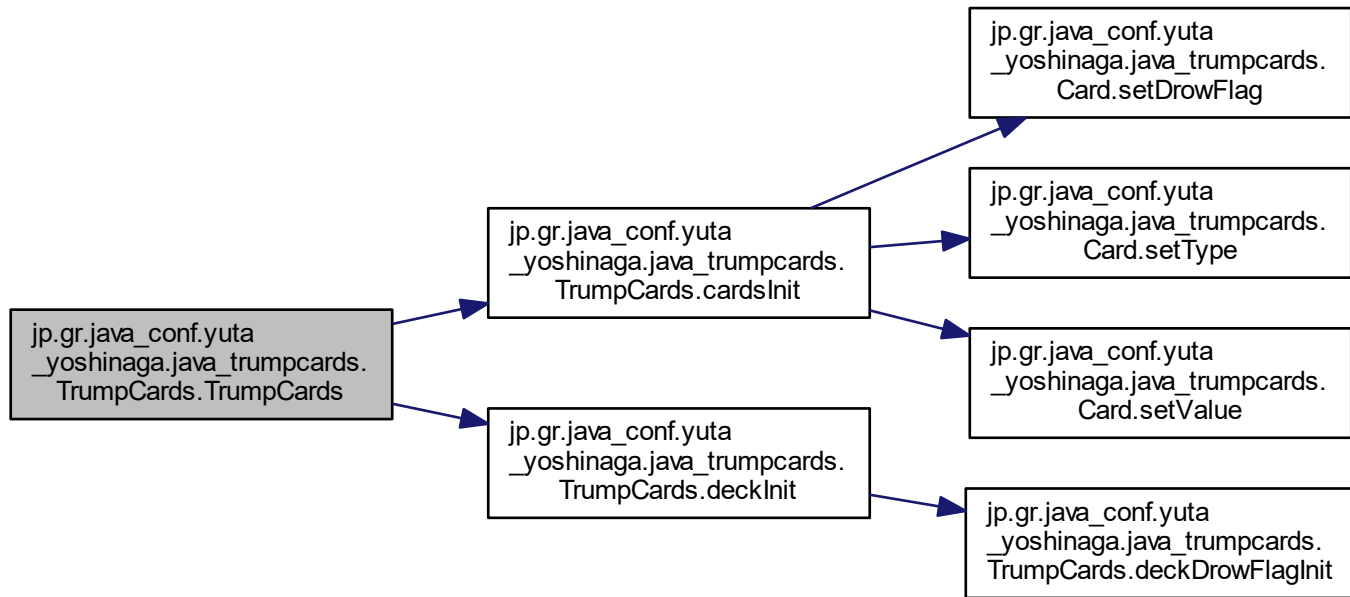 jp.gr.java_conf.yuta
_yoshinaga.java_trumpcards.
TrumpCards.TrumpCards
jp.gr.java_conf.yuta
_yoshinaga.java_trumpcards.
TrumpCards.cardsInit
jp.gr.java_conf.yuta
_yoshinaga.java_trumpcards.
Card.setDrowFlag
jp.gr.java_conf.yuta
_yoshinaga.java_trumpcards.
Card.setType
jp.gr.java_conf.yuta
_yoshinaga.java_trumpcards.
Card.setValue
jp.gr.java_conf.yuta
_yoshinaga.java_trumpcards.
TrumpCards.deckInit
jp.gr.java_conf.yuta
_yoshinaga.java_trumpcards.
TrumpCards.deckDrowFlagInit